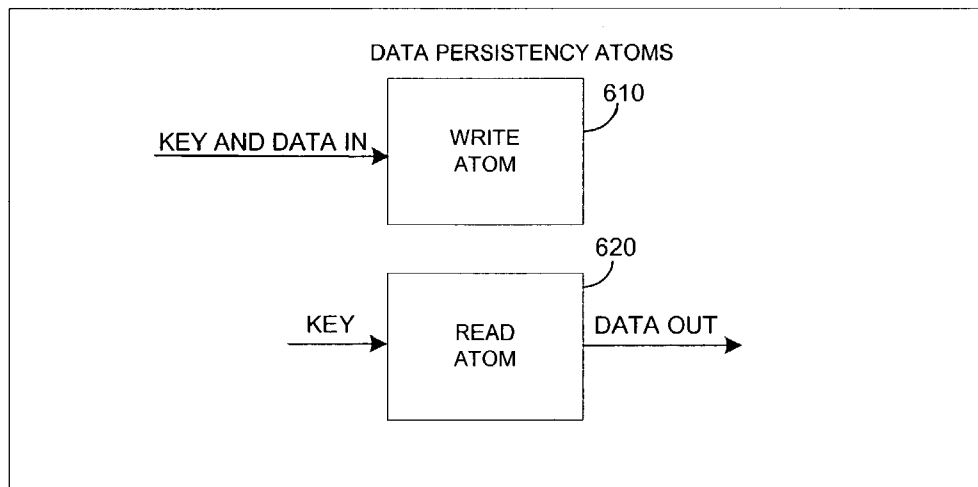 DATA PERSISTENCY ATOMS
610
KEY AND DATA IN
WRITE
ATOM
620
KEY
READ
ATOM
DATA OUT